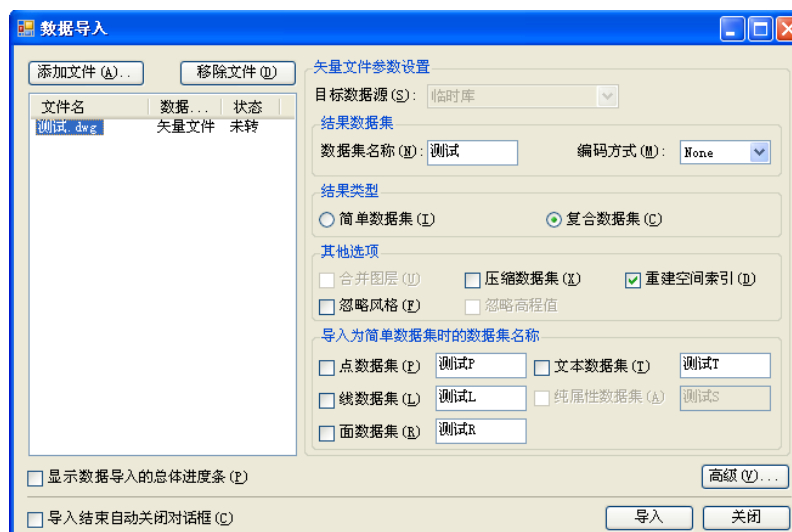 数据导入
添加文件(A)..
移除文件(D)
文件名 数据... 状态
测试.dwg 矢量文件 未转
矢量文件参数设置
目标数据源(S): 临时库
结果数据集
数据集名称(N): 测试 编码方式(M): None
结果类型
简单数据集(I) 复合数据集(C)
其他选项
合并图层(U) 压缩数据集(X) 重建空间索引(D)
忽略风格(F) 忽略高程值
导入为简单数据集时的数据集名称
点数据集(P) 测试P 文本数据集(T) 测试T
线数据集(L) 测试L 纯属性数据集(A) 测试S
面数据集(R) 测试R
显示数据导入的总体进度条(P)
高级(V)...
导入结束自动关闭对话框(C)
导入
关闭